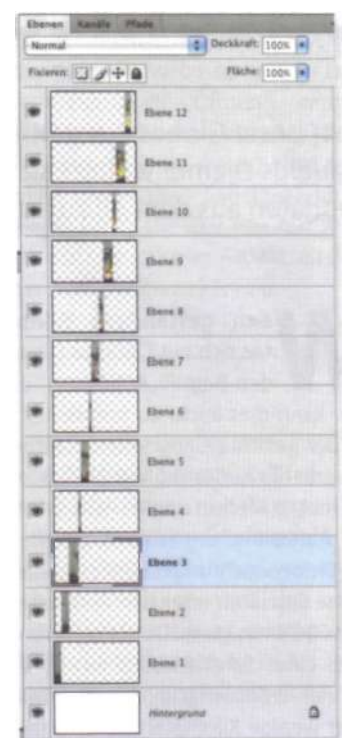 Ebenen Kanäle Pfade
Normal Deckkraft: 100%
Fixieren: Fläche: 100%
Ebene 12
Ebene 11
Ebene 10
Ebene 9
Ebene 8
Ebene 7
Ebene 6
Ebene 5
Ebene 4
Ebene 3
Ebene 2
Ebene 1
Hintergrund